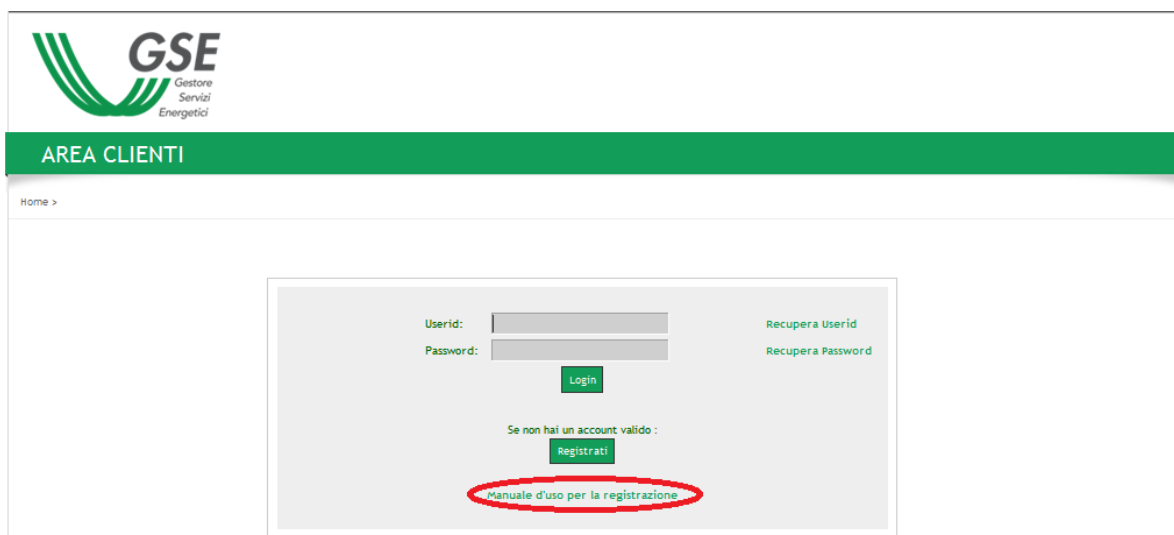 GSE
Gestore
Servizi
Energetici
AREA CLIENTI
Home >
Userid:
Recupera Userid
Password:
Recupera Password
Login
Se non hai un account valido :
Registrati
Manuale d'uso per la registrazione